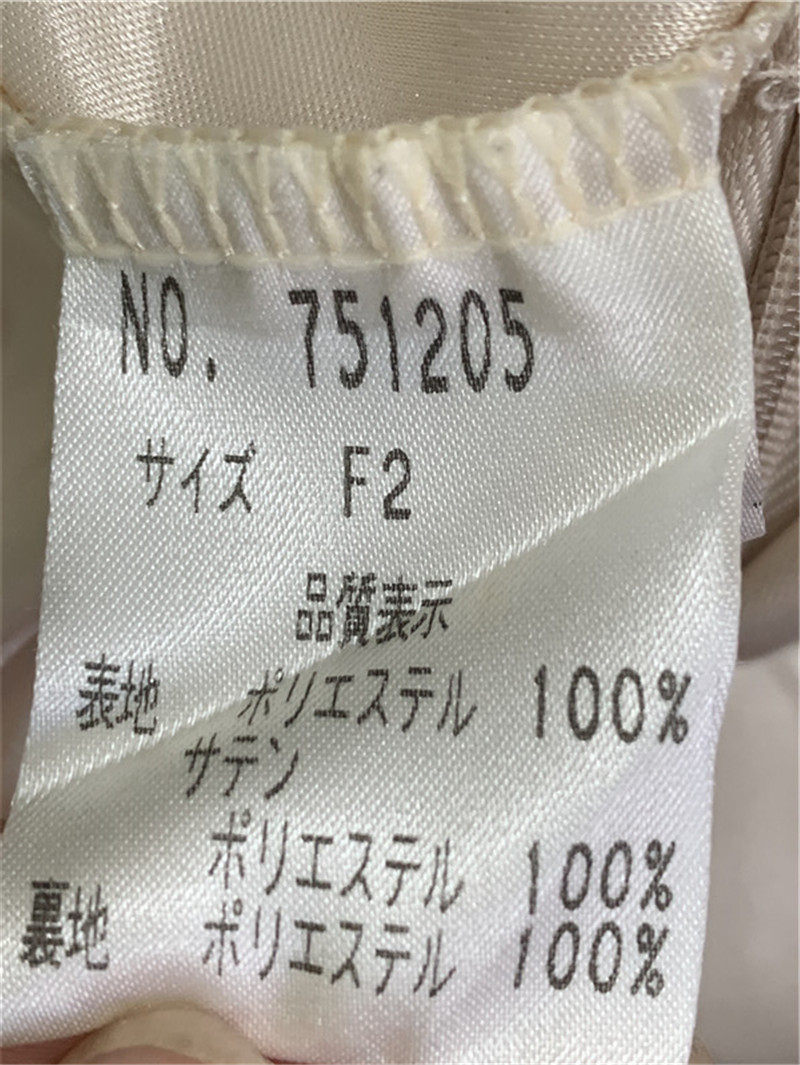 NO. 751205
サイズ F2
品質表示
表地 ポリエステル 100%
サテン
ポリエステル 100%
裏地 ポリエステル 100%